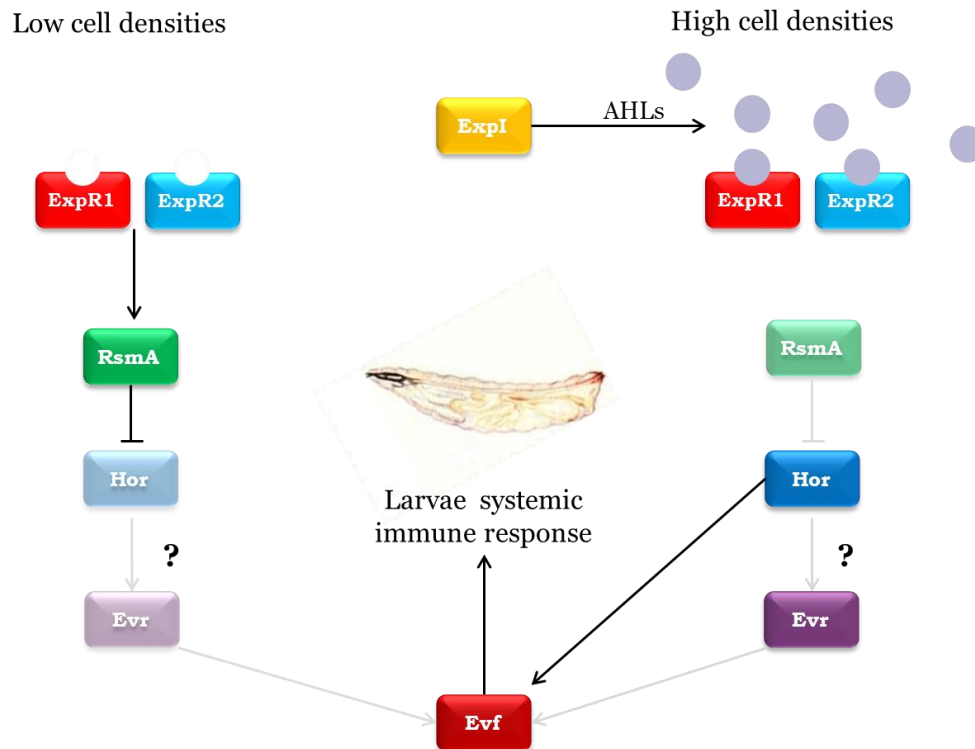 Low cell densities
High cell densities
ExpI
AHLs
ExpR1
ExpR2
ExpR1
ExpR2
RsmA
RsmA
Hor
Hor
Larvae systemic
immune response
?
?
Evr
Evr
Evf